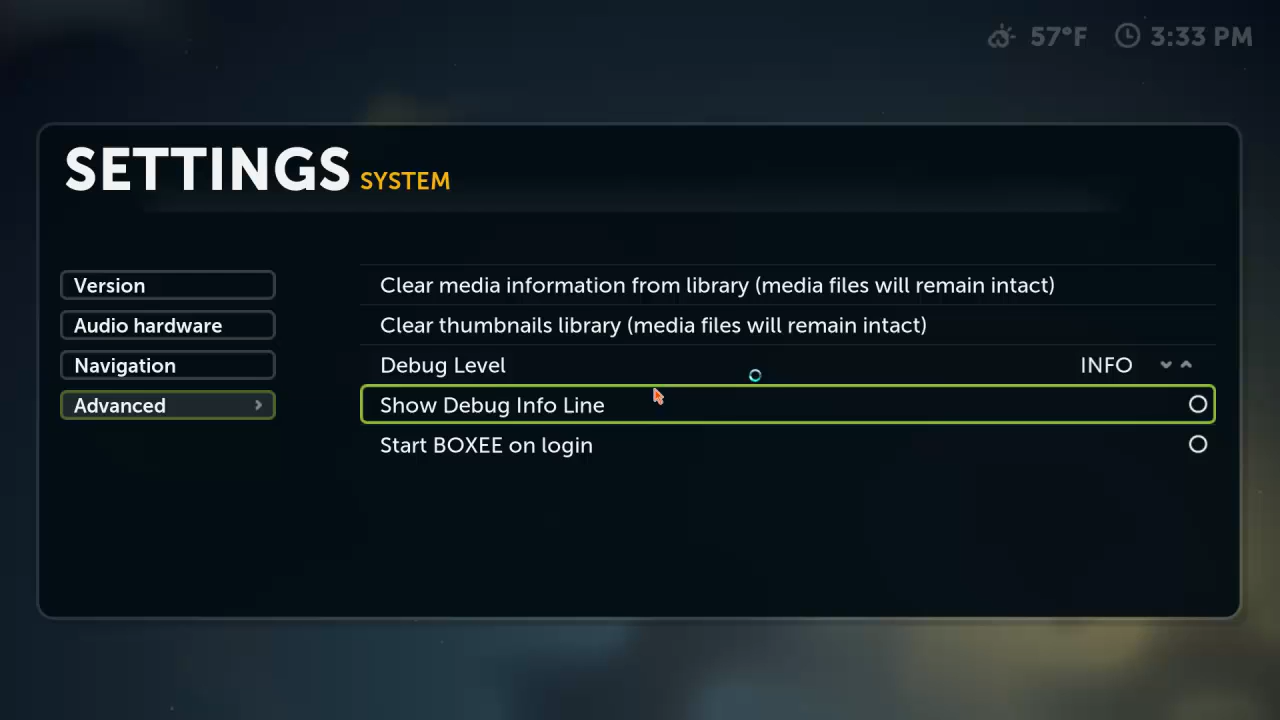 57°F 3:33 PM
SETTINGS SYSTEM
Version
Audio hardware
Navigation
Advanced
Clear media information from library (media files will remain intact)
Clear thumbnails library (media files will remain intact)
Debug Level INFO
Show Debug Info Line
Start BOXEE on login